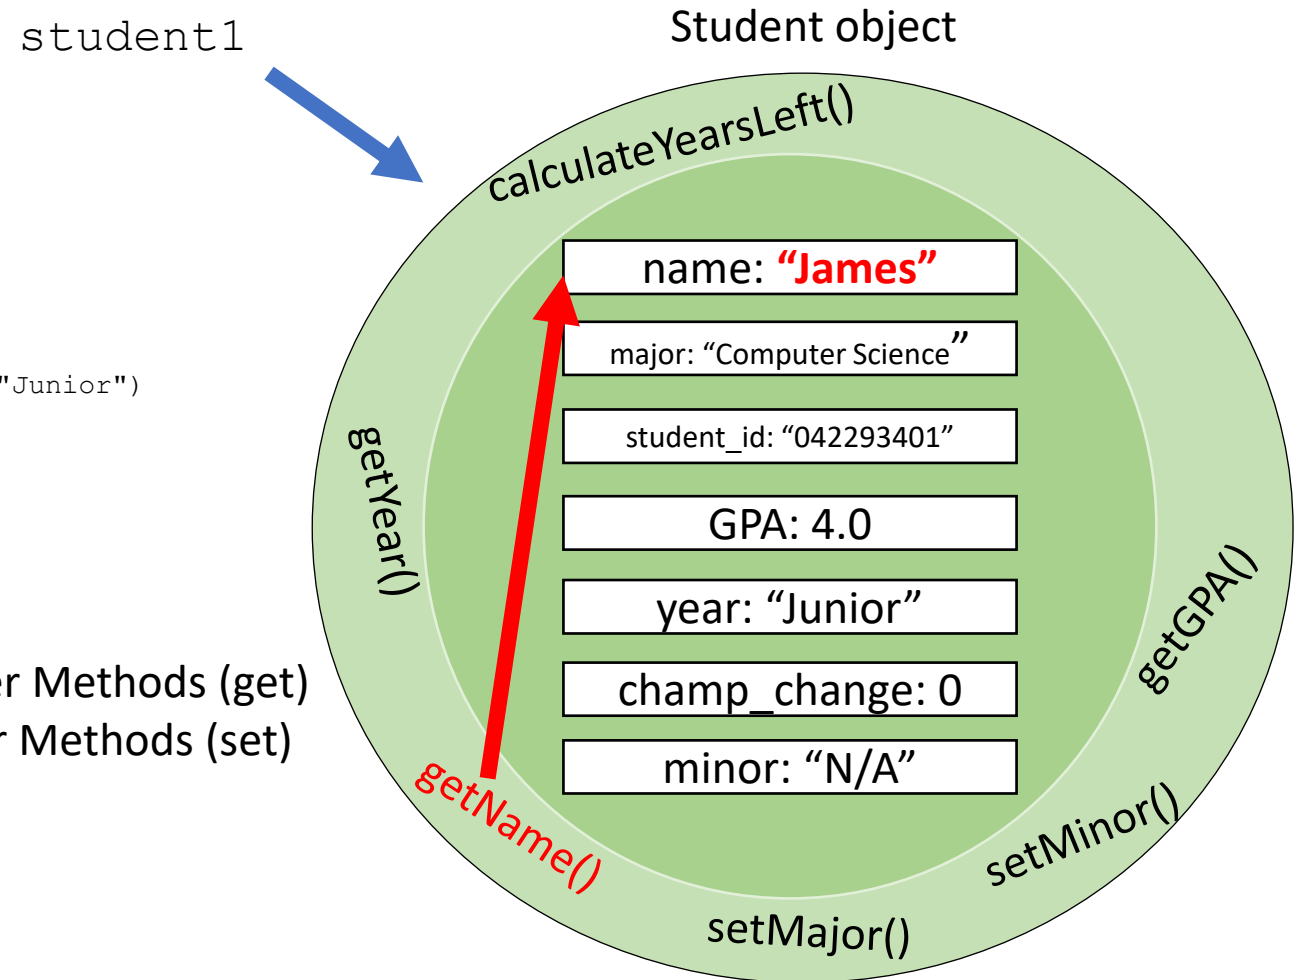 student1
Student object
calculateYearsLeft()
name: “James”
major: “Computer Science”
"Junior")
student_id: “042293401”
getYear()
GPA: 4.0
getGPA()
year: “Junior”
er Methods (get)
champ_change: 0
r Methods (set)
minor: “N/A”
getName()
setMinor()
setMajor()